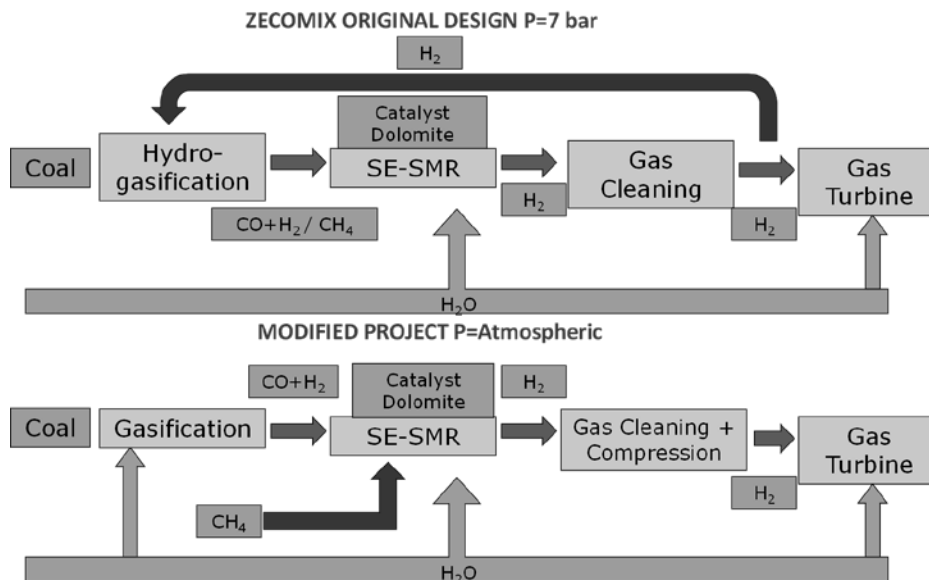 ZECOMIX ORIGINAL DESIGN P=7 bar
H₂
Catalyst
Dolomite
Coal
Hydro-
gasification
SE-SMR
Gas
Cleaning
Gas
Turbine
CO+H₂ / CH₄
H₂
H₂
H₂O
MODIFIED PROJECT P=Atmospheric
CO+H₂
Catalyst
Dolomite
H₂
Coal
Gasification
SE-SMR
Gas Cleaning +
Compression
Gas
Turbine
CH₄
H₂
H₂O